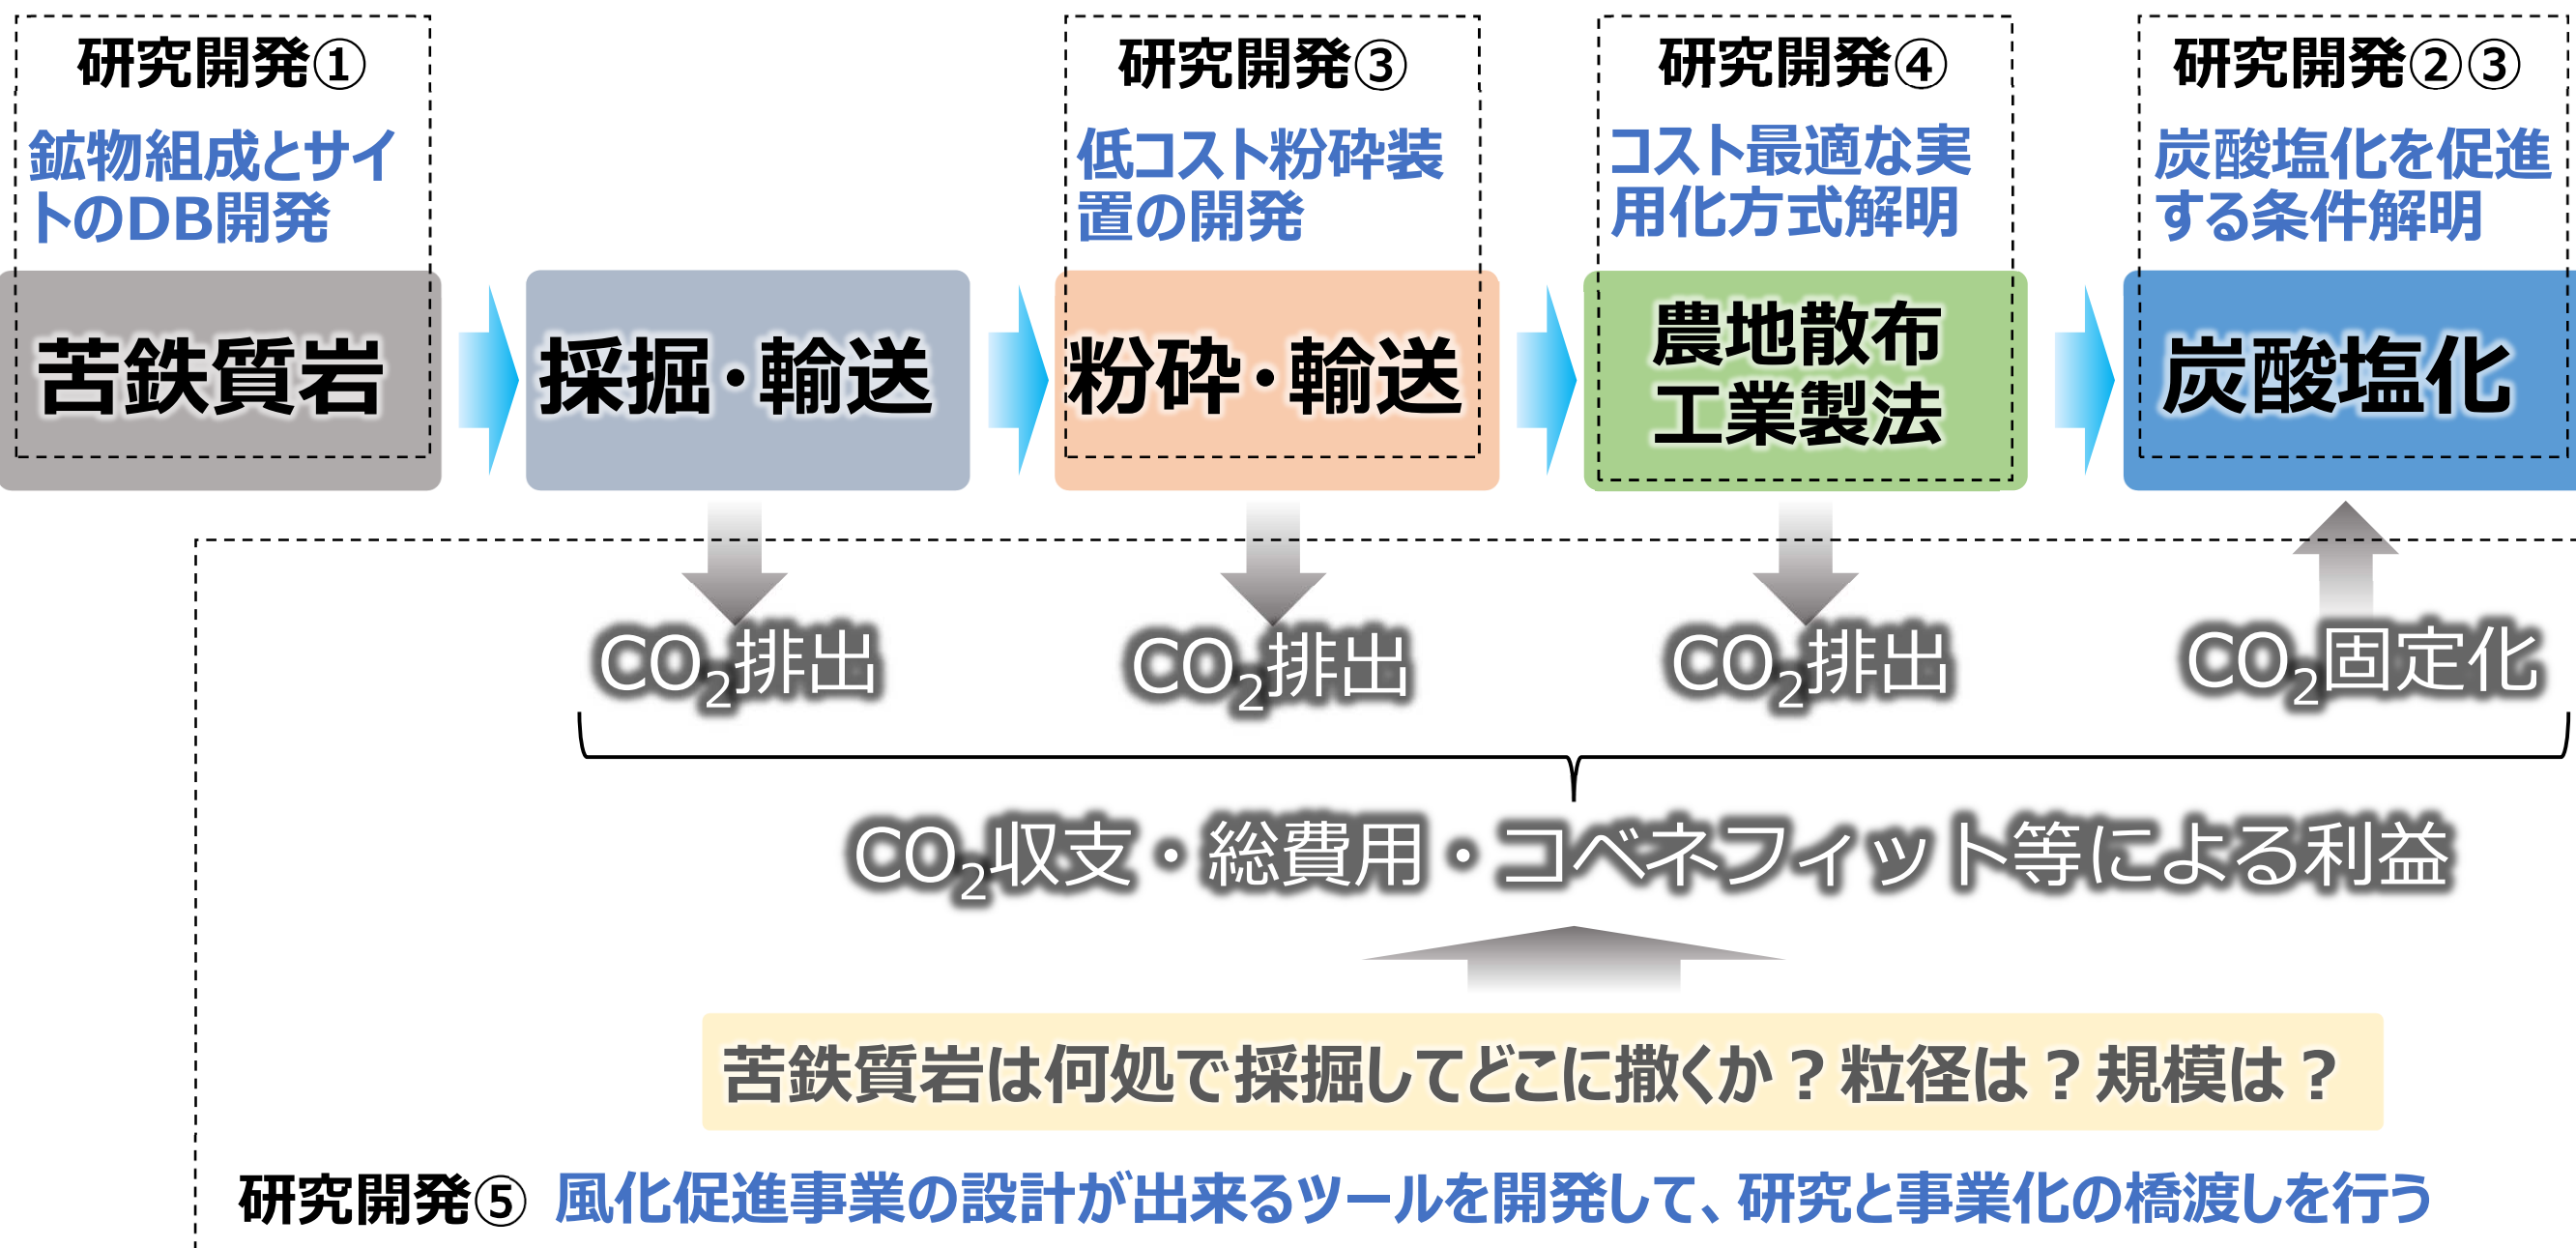 研究開発①
鉱物組成とサイ
トのDB開発
苦鉄質岩
採掘・輸送
研究開発③
低コスト粉砕装
置の開発
粉砕・輸送
研究開発④
コスト最適な実
用化方式解明
農地散布
工業製法
研究開発②③
炭酸塩化を促進
する条件解明
炭酸塩化
CO₂排出
CO₂排出
CO₂排出
CO₂固定化
CO₂収支・総費用・コベネフィット等による利益
苦鉄質岩は何処で採掘してどこに撒くか？粒径は？規模は？
研究開発⑤ 風化促進事業の設計が出来るツールを開発して、研究と事業化の橋渡しを行う